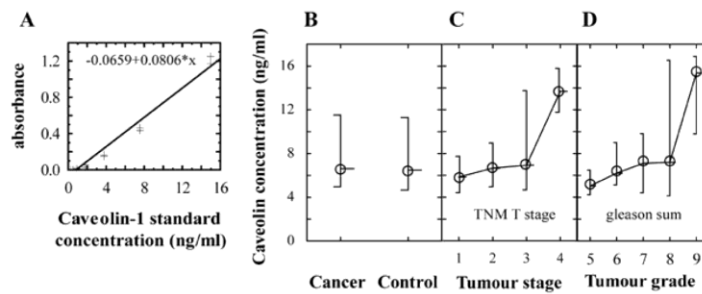 A
B
C
D
-0.0659+0.0806*x
absorbance
1.2
0.8
0.4
0.0
0 4 8 12 16
Caveolin-1 standard
concentration (ng/ml)
Caveolin concentration (ng/ml)
16
12
8
4
0
Cancer Control
TNM T stage
1 2 3 4
Tumour stage
gleason sum
5 6 7 8 9
Tumour grade